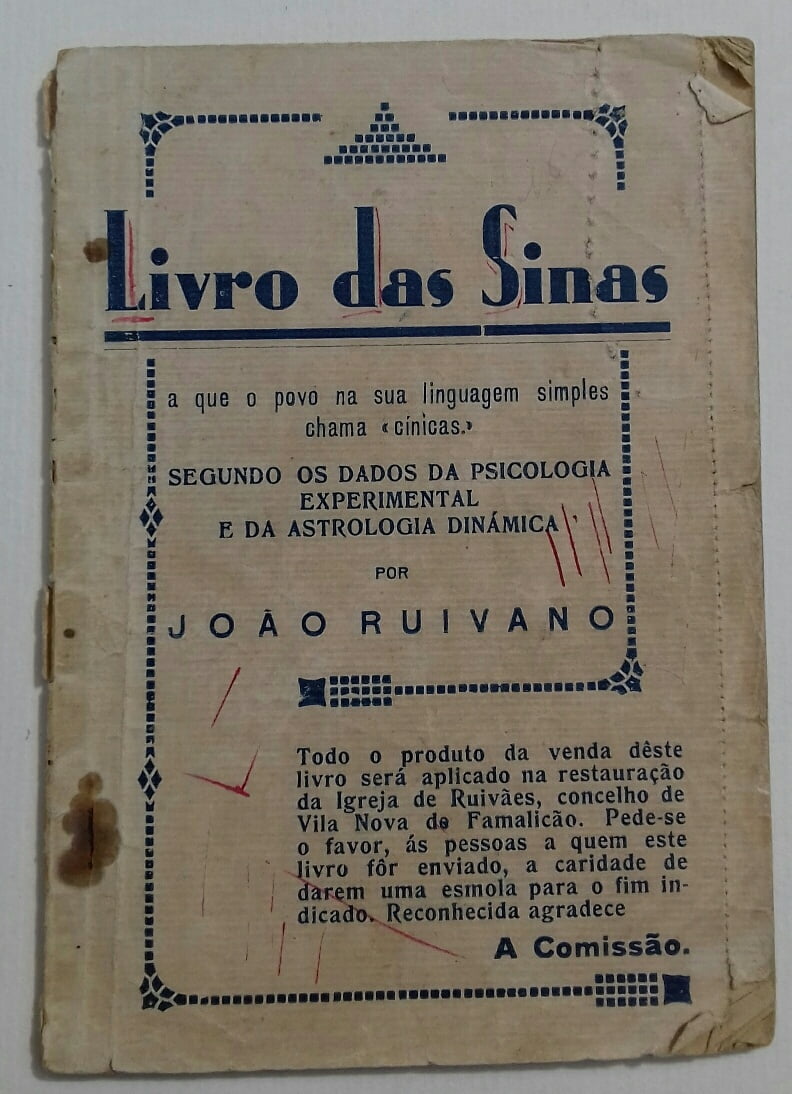 Livro das Sinas
a que o povo na sua linguagem simples
chama «cínicas.»
SEGUNDO OS DADOS DA PSICOLOGIA
EXPERIMENTAL
E DA ASTROLOGIA DINÁMICA
POR
JOÃO RUIVANO
Todo o produto da venda dêste
livro será aplicado na restauração
da Igreja de Ruivães, concelho de
Vila Nova de Famalicão. Pede-se
o favor, ás pessoas a quem este
livro fôr enviado, a caridade de
darem uma esmola para o fim in-
dicado. Reconhecida agradece
A Comissão.